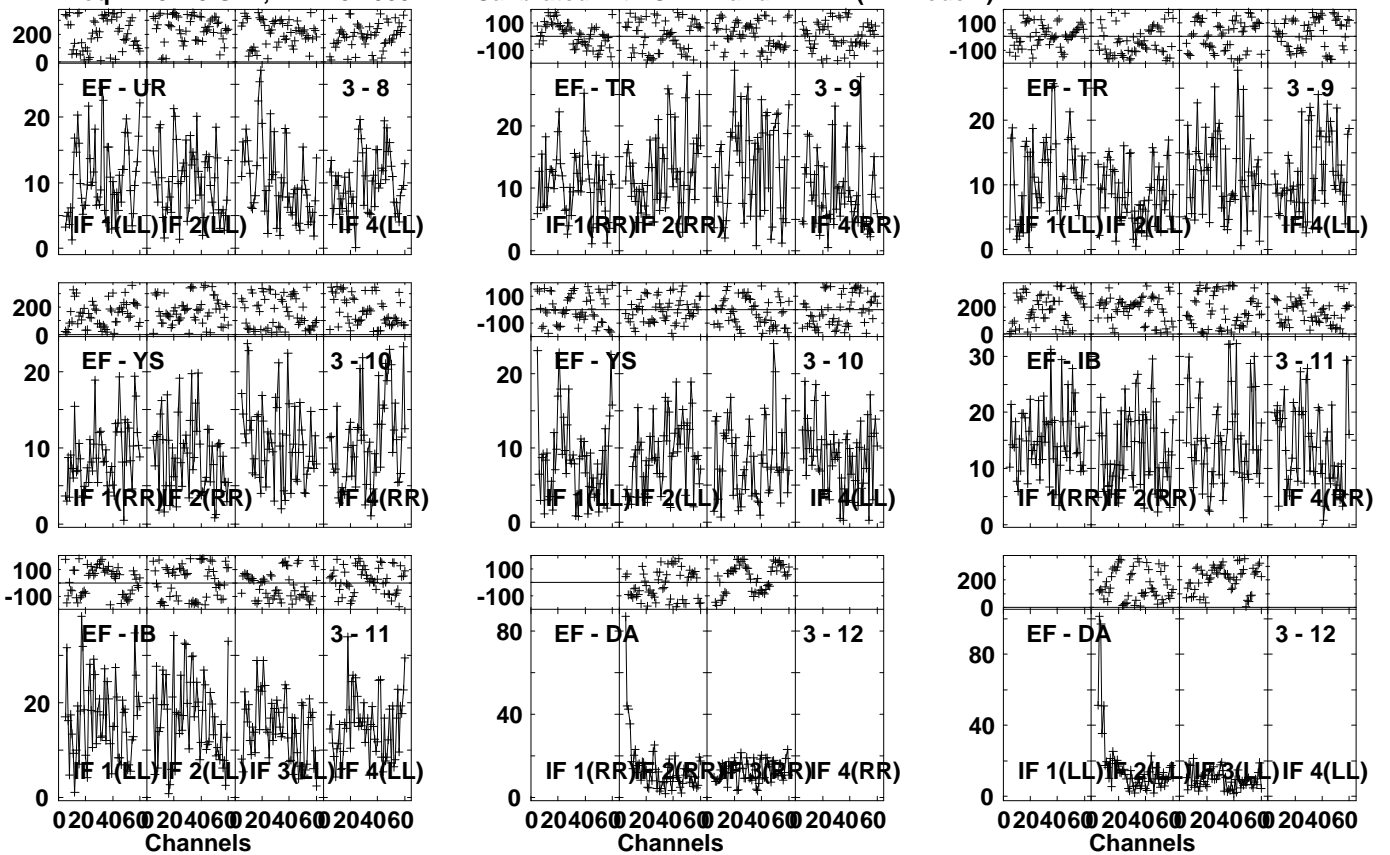 200
0
100
-100
100
-100
EF - UR 3 - 8
20
10
0
IF 1(LL) IF 2(LL) IF 4(LL)
EF - TR 3 - 9
20
10
0
IF 1(RR) IF 2(RR) IF 4(RR)
EF - TR 3 - 9
20
10
0
IF 1(LL) IF 2(LL) IF 4(LL)
200
0
100
-100
200
0
EF - YS 3 - 10
20
10
0
IF 1(RR) IF 2(RR) IF 4(RR)
EF - YS 3 - 10
20
10
0
IF 1(LL) IF 2(LL) IF 4(LL)
EF - IB 3 - 11
30
20
10
0
IF 1(RR) IF 2(RR) IF 4(RR)
100
-100
100
-100
200
0
EF - IB 3 - 11
20
0
IF 1(LL) IF 2(LL) IF 3(LL) IF 4(LL)
EF - DA 3 - 12
80
40
0
IF 1(RR) IF 2(RR) IF 3(RR) IF 4(RR)
EF - DA 3 - 12
80
40
0
IF 1(LL) IF 2(LL) IF 3(LL) IF 4(LL)
0 20 40 60 0 20 40 60 0 20 40 60 0 20 40 60
0 20 40 60 0 20 40 60 0 20 40 60 0 20 40 60
0 20 40 60 0 20 40 60 0 20 40 60 0 20 40 60
Channels
Channels
Channels